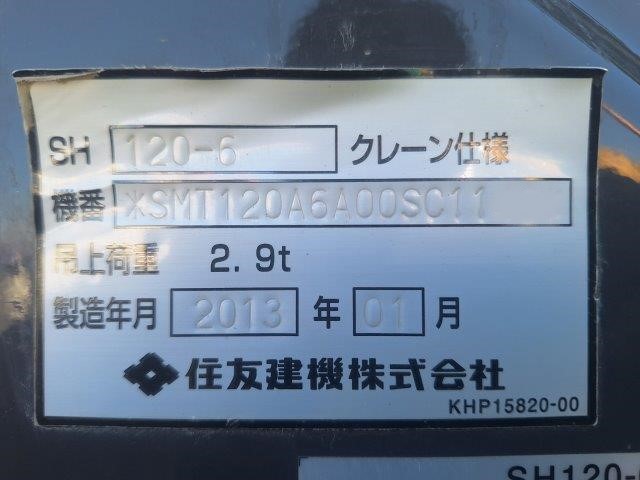 SH 120-6 クレーン仕様
機番 *SMT120A6A00SC11
吊上荷重 2.9t
製造年月 2013 年 01 月
住友建機株式会社
KHP15820-00
SH120-